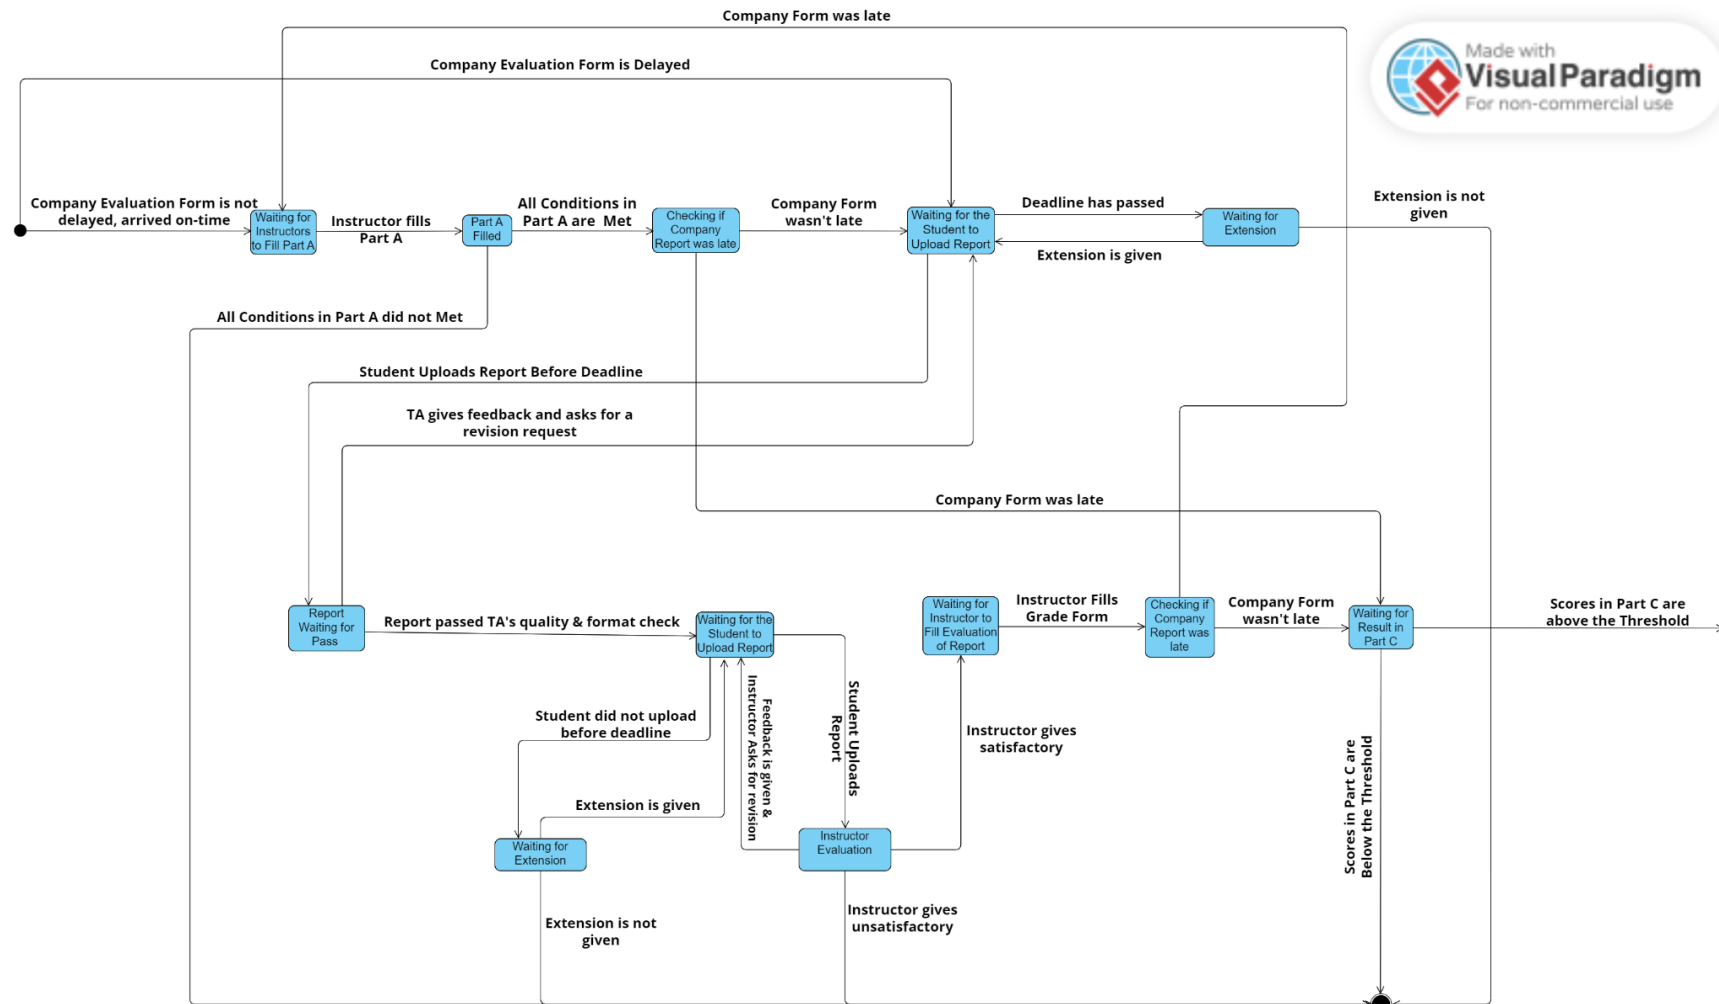 Company Form was late
Made with
Visual Paradigm
For non-commercial use
Company Evaluation Form is Delayed
Company Evaluation Form is not
delayed, arrived on-time
Waiting for
Instructors
to Fill Part A
Instructor fills
Part A
Part A
Filled
All Conditions in
Part A are Met
Checking if
Company
Report was late
Company Form
wasn't late
Waiting for the
Student to
Upload Report
Deadline has passed
Extension is given
Waiting for
Extension
Extension is not
given
All Conditions in Part A did not Met
Student Uploads Report Before Deadline
TA gives feedback and asks for a
revision request
Company Form was late
Report
Waiting for
Pass
Report passed TA's quality & format check
Waiting for the
Student to
Upload Report
Student did not upload
before deadline
Extension is given
Waiting for
Extension
Extension is not
given
Feedback is given &
Instructor Asks for revision
Student Uploads
Report
Instructor
Evaluation
Instructor gives
unsatisfactory
Instructor gives
satisfactory
Waiting for
Instructor to
Fill Evaluation
of Report
Instructor Fills
Grade Form
Checking if
Company
Report was
late
Company Form
wasn't late
Waiting for
Result in
Part C
Scores in Part C are
above the Threshold
Scores in Part C are
Below the Threshold